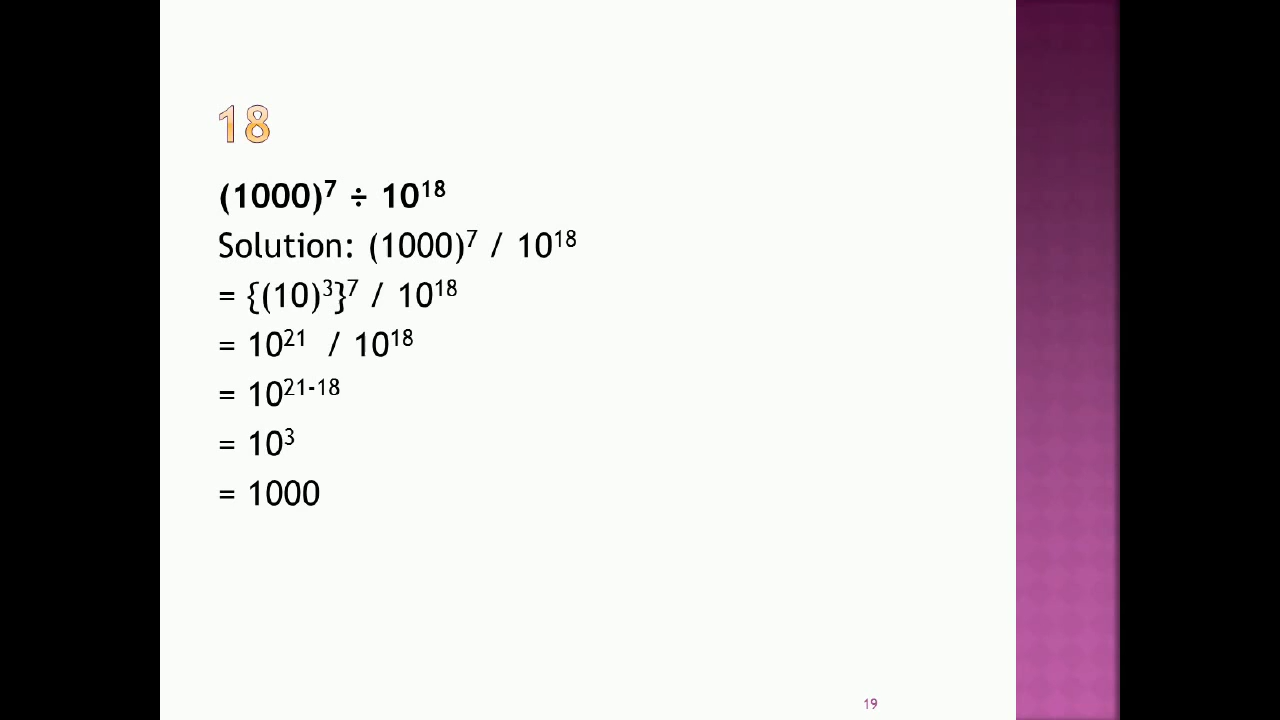 18
(1000)⁷ ÷ 10¹⁸
Solution: (1000)⁷ / 10¹⁸
= {(10)³}⁷ / 10¹⁸
= 10²¹ / 10¹⁸
= 10²¹⁻¹⁸
= 10³
= 1000
19